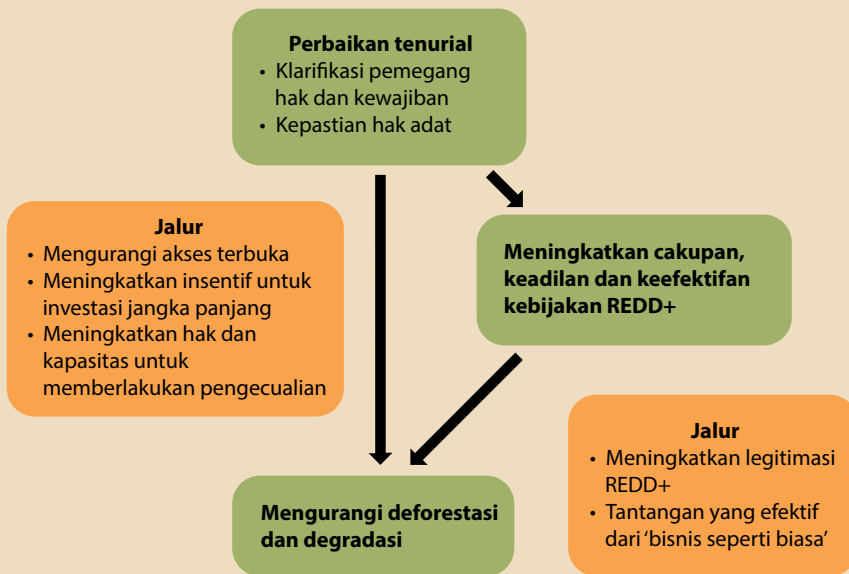 Perbaikan tenurial
• Klarifikasi pemegang
hak dan kewajiban
• Kepastian hak adat
Jalur
• Mengurangi akses terbuka
• Meningkatkan insentif untuk
investasi jangka panjang
• Meningkatkan hak dan
kapasitas untuk
memberlakukan pengecualian
Meningkatkan cakupan,
keadilan dan keefektifan
kebijakan REDD+
Mengurangi deforestasi
dan degradasi
Jalur
• Meningkatkan legitimasi
REDD+
• Tantangan yang efektif
dari ‘bisnis seperti biasa’